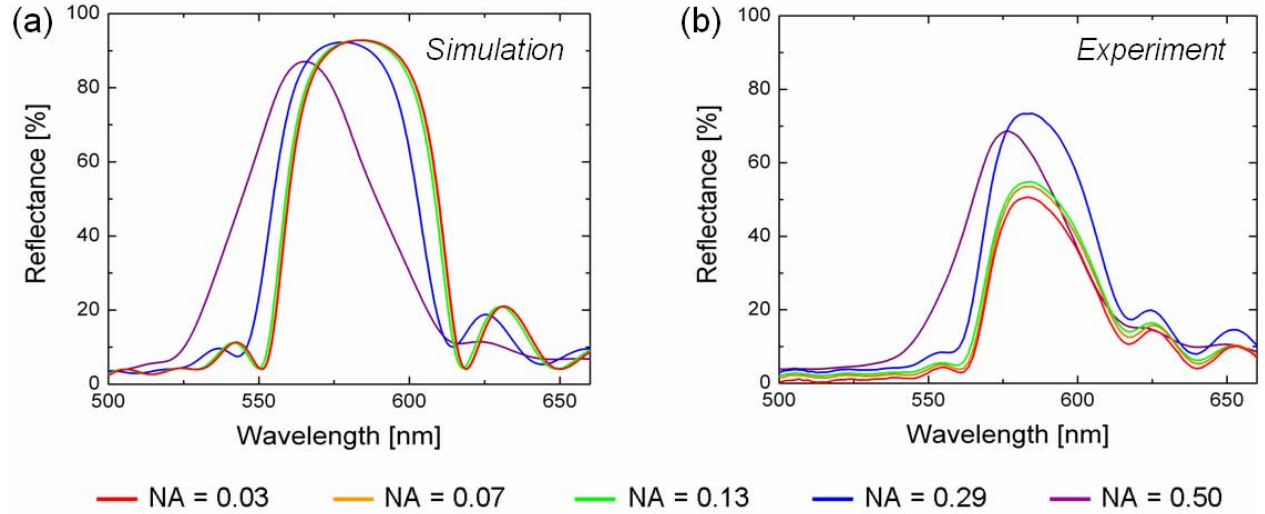 (a)
Simulation
Reflectance [%]
100
80
60
40
20
0
500
550
600
650
Wavelength [nm]
(b)
Experiment
Reflectance [%]
100
80
60
40
20
0
500
550
600
650
Wavelength [nm]
NA = 0.03
NA = 0.07
NA = 0.13
NA = 0.29
NA = 0.50